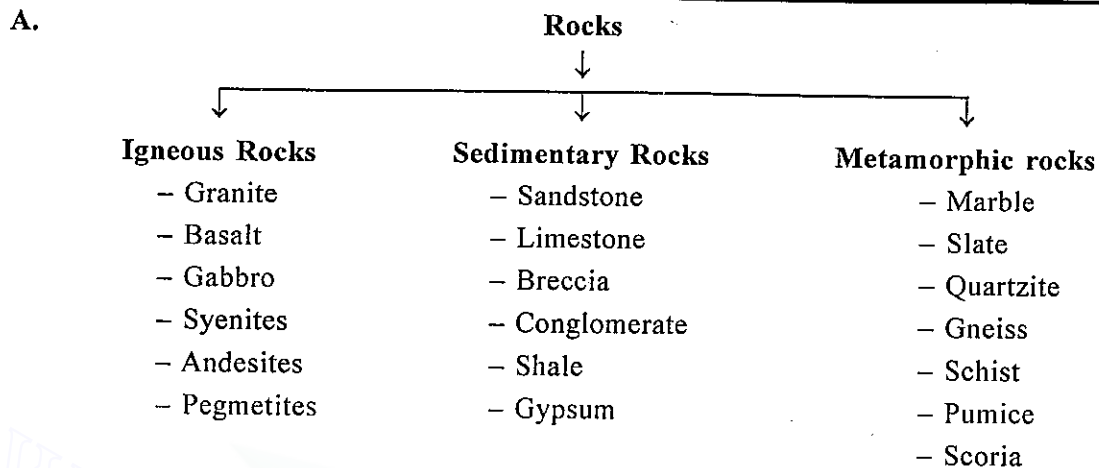 A.
Rocks
Igneous Rocks
– Granite
– Basalt
– Gabbro
– Syenites
– Andesites
– Pegmetites
Sedimentary Rocks
– Sandstone
– Limestone
– Breccia
– Conglomerate
– Shale
– Gypsum
Metamorphic rocks
– Marble
– Slate
– Quartzite
– Gneiss
– Schist
– Pumice
– Scoria